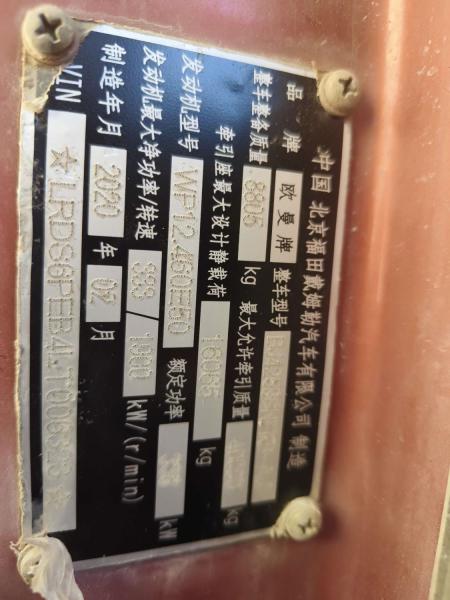 中国 北京福田戴姆勒汽车有限公司 制造
品牌 欧曼牌 整车型号
整车整备质量 8805 kg 最大允许牵引质量 kg
牵引座最大设计静载荷 16065 kg
发动机型号 WP12.460E50 额定功率 kW
发动机最大净功率/转速 /1900 kW/(r/min)
制造年月 2020 年 02 月
VIN ☆LRDS6PEB4LT006528☆